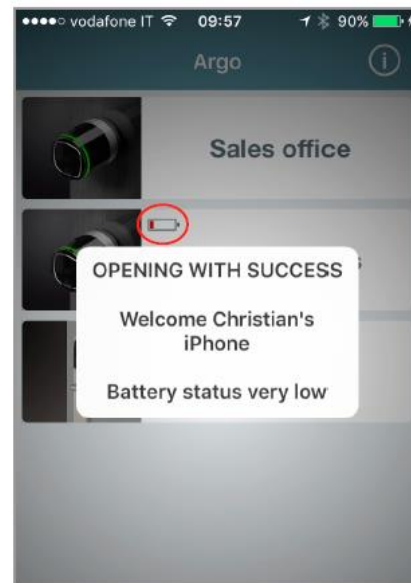 vodafone IT 09:57 90%
Argo
Sales office
OPENING WITH SUCCESS
Welcome Christian's
iPhone
Battery status very low